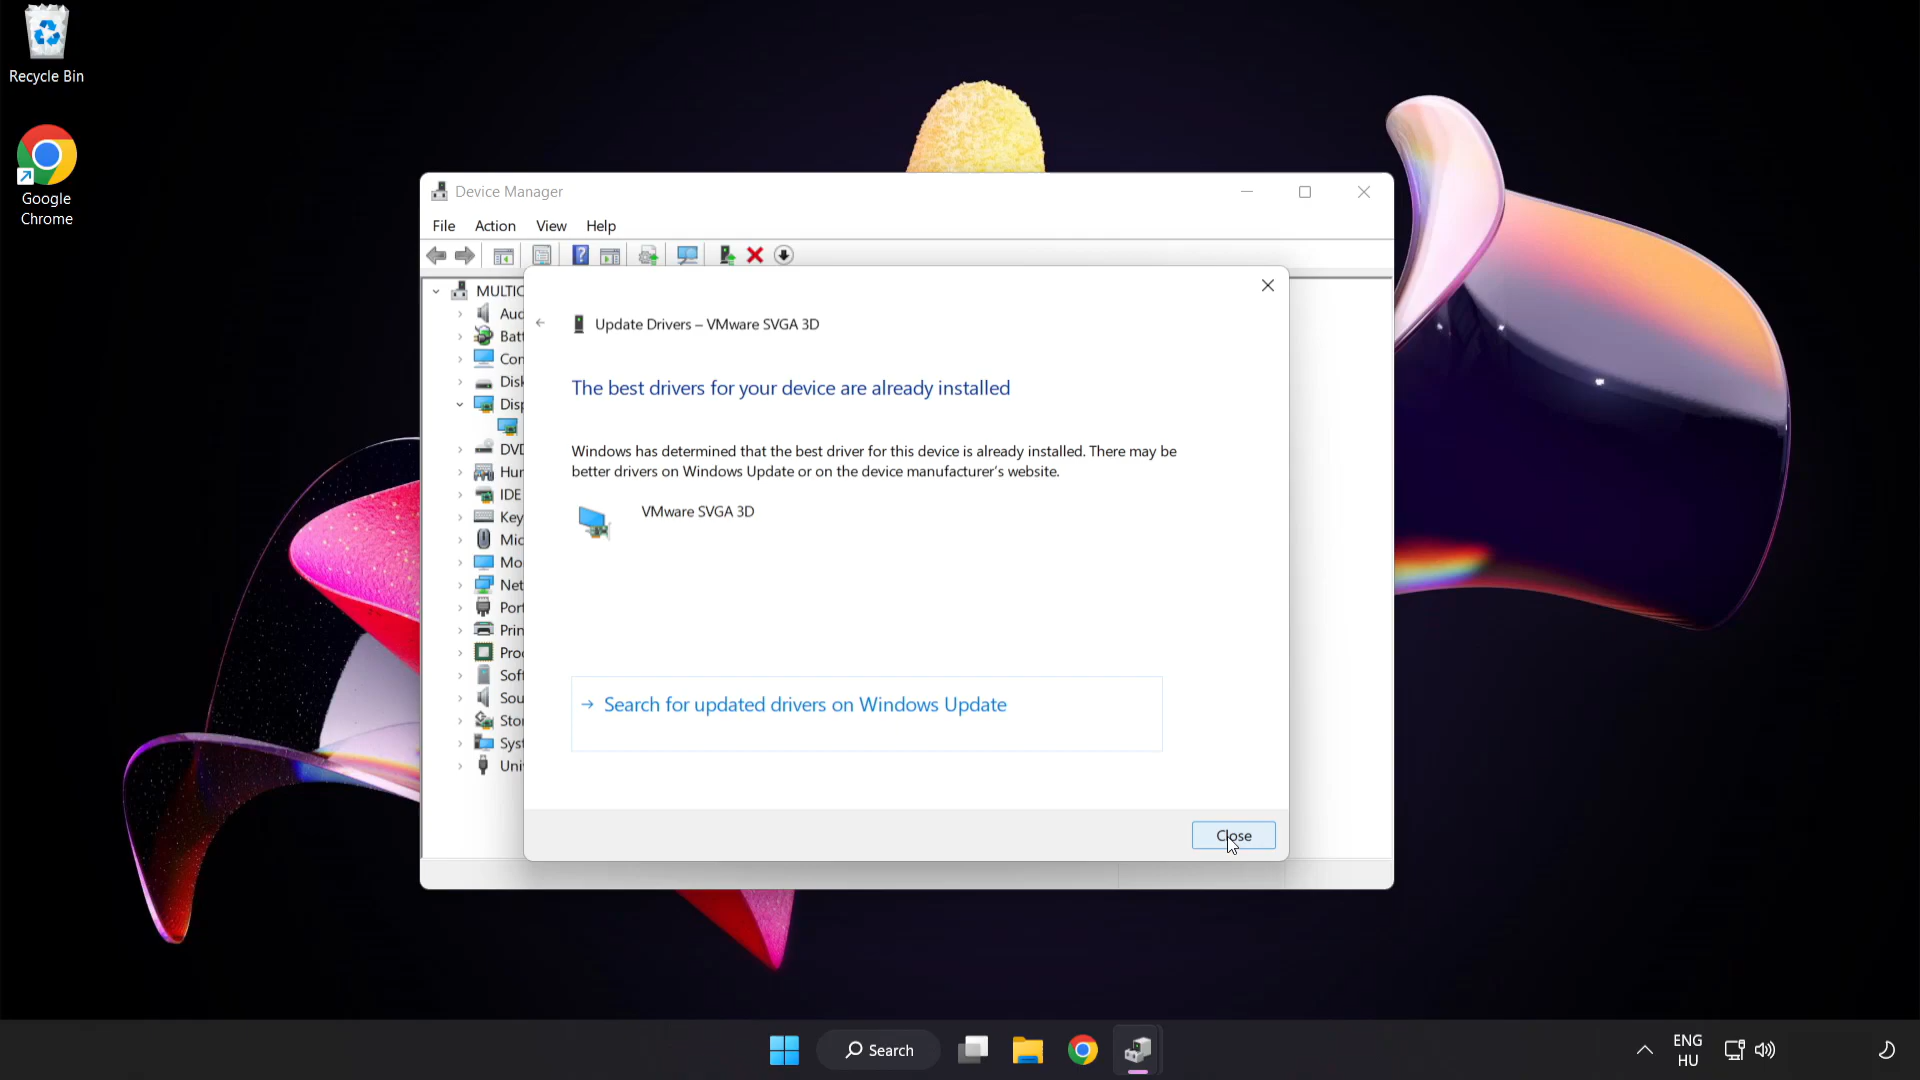 Recycle Bin
Google
Chrome
Device Manager
File Action View Help
MULTIC
Aud
Batt
Con
Disk
Disp
DVD
Hur
IDE
Key
Mic
Mo
Net
Port
Prin
Proc
Soft
Sou
Stor
Syst
Uni
Update Drivers – VMware SVGA 3D
The best drivers for your device are already installed
Windows has determined that the best driver for this device is already installed. There may be
better drivers on Windows Update or on the device manufacturer's website.
VMware SVGA 3D
Search for updated drivers on Windows Update
Close
Search
ENG
HU